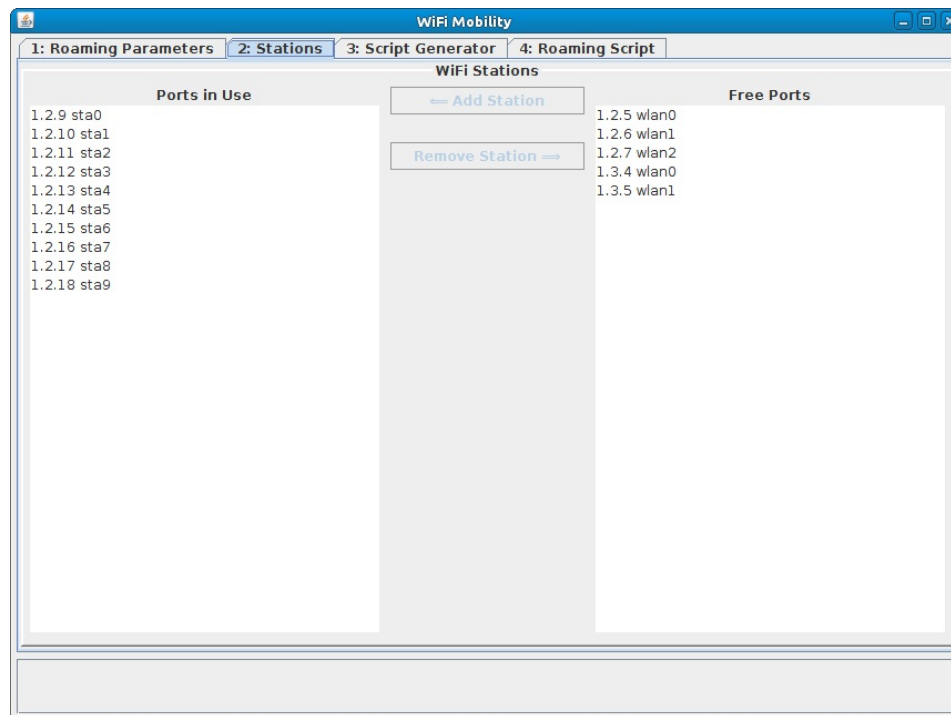 WiFi Mobility
1: Roaming Parameters
2: Stations
3: Script Generator
4: Roaming Script
WiFi Stations
Ports in Use
1.2.9 sta0
1.2.10 sta1
1.2.11 sta2
1.2.12 sta3
1.2.13 sta4
1.2.14 sta5
1.2.15 sta6
1.2.16 sta7
1.2.17 sta8
1.2.18 sta9
⇐ Add Station
Remove Station ⇒
Free Ports
1.2.5 wlan0
1.2.6 wlan1
1.2.7 wlan2
1.3.4 wlan0
1.3.5 wlan1